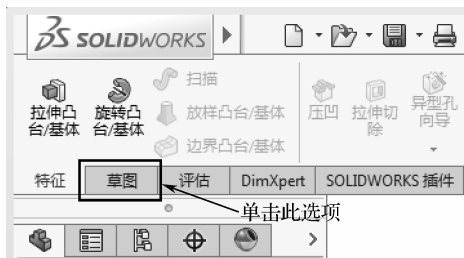 SOLIDWORKS
扫描
拉伸凸台/基体 旋转凸台/基体 放样凸台/基体 压凹 拉伸切除 异型孔向导
边界凸台/基体
特征 草图 评估 DimXpert SOLIDWORKS 插件
单击此选项